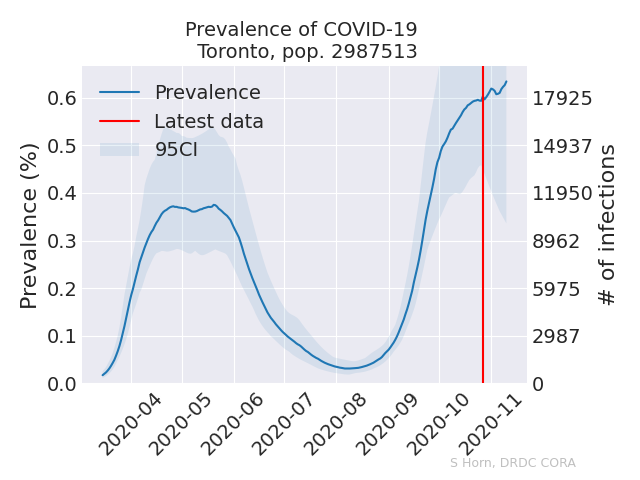 Prevalence of COVID-19
Toronto, pop. 2987513
Prevalence
Latest data
95CI
Prevalence (%)
0.6
0.5
0.4
0.3
0.2
0.1
0.0
17925
14937
11950
8962
5975
2987
0
# of infections
2020-04
2020-05
2020-06
2020-07
2020-08
2020-09
2020-10
2020-11
S Horn, DRDC CORA